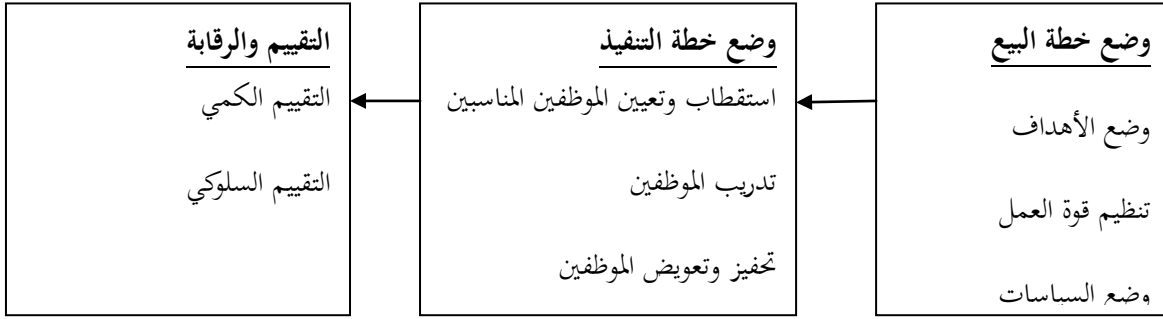 وضع خطة البيع
وضع الأهداف
تنظيم قوة العمل
وضع السياسات
وضع خطة التنفيذ
استقطاب وتعيين الموظفين المناسبين
تدريب الموظفين
تحفيز وتعويض الموظفين
التقييم والرقابة
التقييم الكمي
التقييم السلوكي